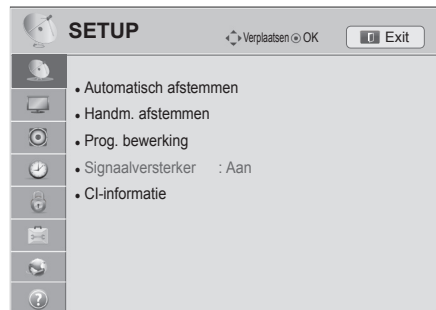 SETUP
Verplaatsen OK
Exit
Automatisch afstemmen
Handm. afstemmen
Prog. bewerking
Signaalversterker : Aan
CI-informatie
?